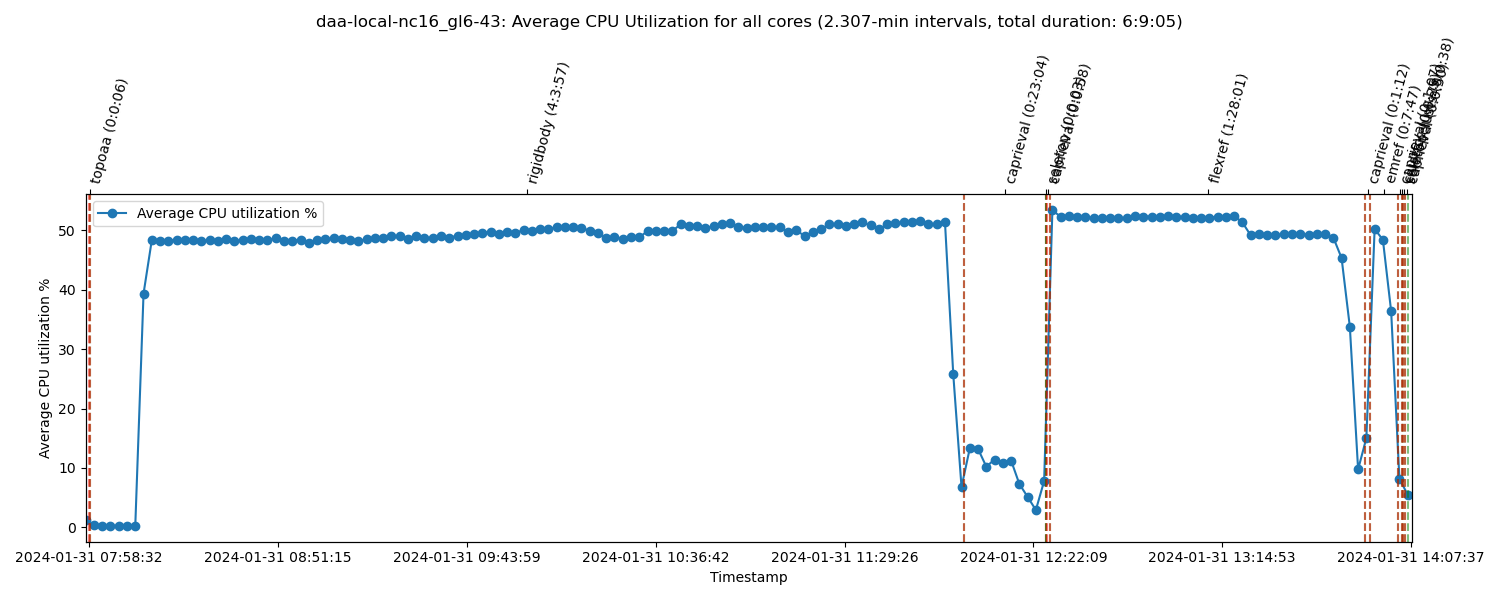 daa-local-nc16_gl6-43: Average CPU Utilization for all cores (2.307-min intervals, total duration: 6:9:05)
topoaa (0:0:06)
rigidbody (4:3:57)
caprieval (0:23:04)
caprieval (0:0:58)
flexref (1:28:01)
caprieval (0:1:12)
emref (0:7:47)
Average CPU utilization %
50
40
30
20
10
0
Average CPU utilization %
2024-01-31 07:58:32
2024-01-31 08:51:15
2024-01-31 09:43:59
2024-01-31 10:36:42
2024-01-31 11:29:26
2024-01-31 12:22:09
2024-01-31 13:14:53
2024-01-31 14:07:37
Timestamp